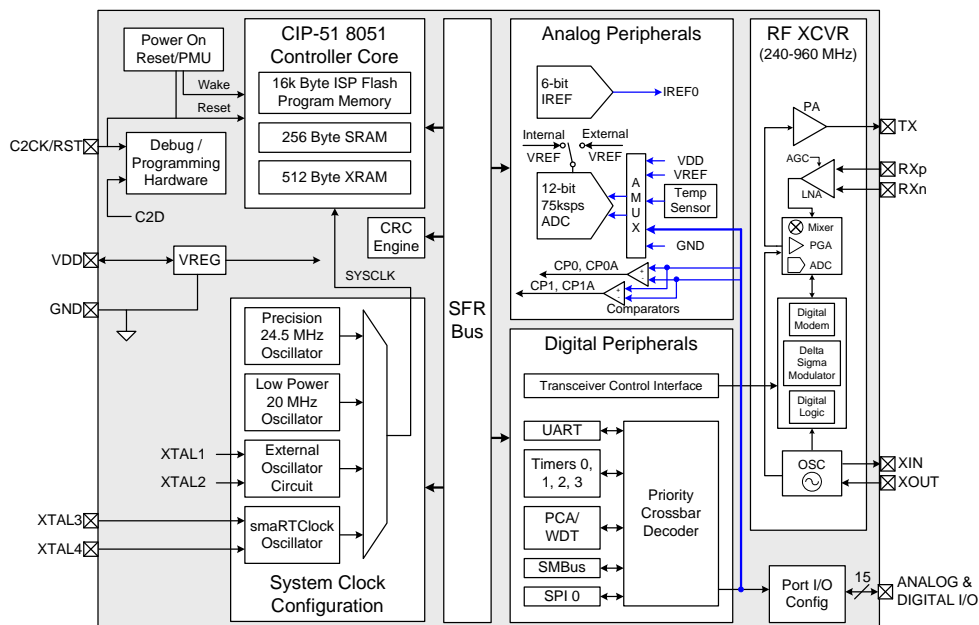 Power On
Reset/PMU
Wake
Reset
C2CK/RST
Debug /
Programming
Hardware
C2D
VDD
VREG
GND
CIP-51 8051
Controller Core
16k Byte ISP Flash
Program Memory
256 Byte SRAM
512 Byte XRAM
CRC
Engine
SYSCLK
Precision
24.5 MHz
Oscillator
Low Power
20 MHz
Oscillator
XTAL1
XTAL2
External
Oscillator
Circuit
XTAL3
XTAL4
smaRTClock
Oscillator
System Clock
Configuration
SFR
Bus
Analog Peripherals
6-bit
IREF
IREF0
Internal
VREF
External
VREF
12-bit
75ksps
ADC
AMUX
VDD
VREF
Temp
Sensor
GND
CP0, CP0A
+
-
CP1, CP1A
+
-
Comparators
Digital Peripherals
Transceiver Control Interface
UART
Timers 0,
1, 2, 3
PCA/
WDT
SMBus
SPI 0
Priority
Crossbar
Decoder
RF XCVR
(240-960 MHz)
PA
TX
AGC
LNA
RXp
RXn
Mixer
PGA
ADC
Digital
Modem
Delta
Sigma
Modulator
Digital
Logic
OSC
XIN
XOUT
Port I/O
Config
15
ANALOG &
DIGITAL I/O